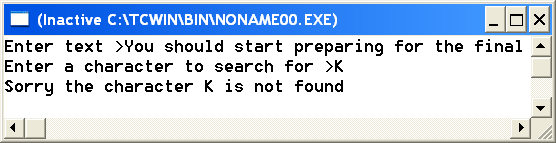 (Inactive C:\TCWIN\BIN\NONAME00.EXE)
Enter text >You should start preparing for the final
Enter a character to search for >K
Sorry the character K is not found